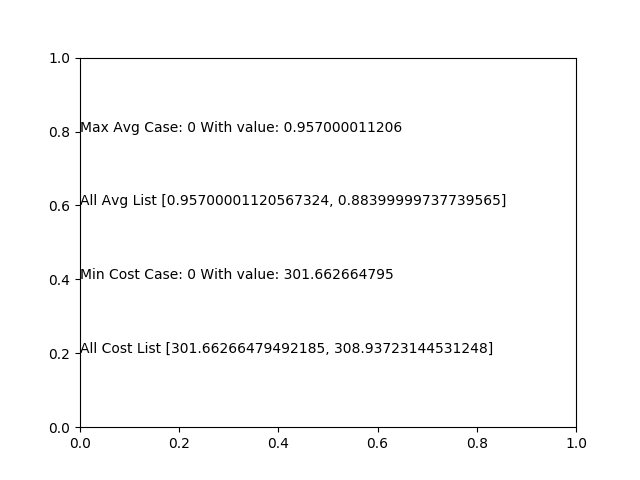 1.0
0.8
Max Avg Case: 0 With value: 0.957000011206
0.6
All Avg List [0.95700001120567324, 0.88399999737739565]
0.4
Min Cost Case: 0 With value: 301.662664795
0.2
All Cost List [301.66266479492185, 308.93723144531248]
0.0
0.0 0.2 0.4 0.6 0.8 1.0